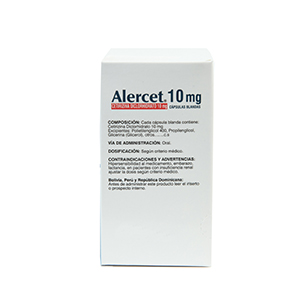 Alercet® 10 mg
CETIRIZINA DICLORHIDRATO 10 mg
CÁPSULAS BLANDAS
COMPOSICIÓN: Cada cápsula blanda contiene:
Cetirizina Diclorhidrato 10 mg
Excipientes: Polietilenglicol 400, Propilenglicol,
Glicerina (Glicerol), otros.......c.s
VÍA DE ADMINISTRACIÓN: Oral.
DOSIFICACIÓN: Según criterio médico.
CONTRAINDICACIONES Y ADVERTENCIAS:
Hipersensibilidad al medicamento, embarazo,
lactancia, en pacientes con insuficiencia renal
ajustar la dosis según criterio médico.
Bolivia, Perú y República Dominicana:
Antes de administrar este producto leer el inserto
o prospecto interno.